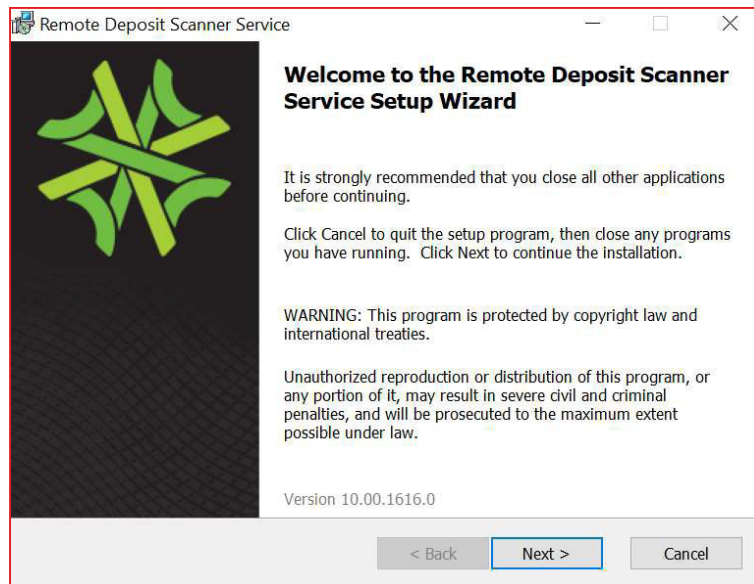 Remote Deposit Scanner Service
Welcome to the Remote Deposit Scanner
Service Setup Wizard
It is strongly recommended that you close all other applications
before continuing.
Click Cancel to quit the setup program, then close any programs
you have running.  Click Next to continue the installation.
WARNING: This program is protected by copyright law and
international treaties.
Unauthorized reproduction or distribution of this program, or
any portion of it, may result in severe civil and criminal
penalties, and will be prosecuted to the maximum extent
possible under law.
Version 10.00.1616.0
< Back
Next >
Cancel